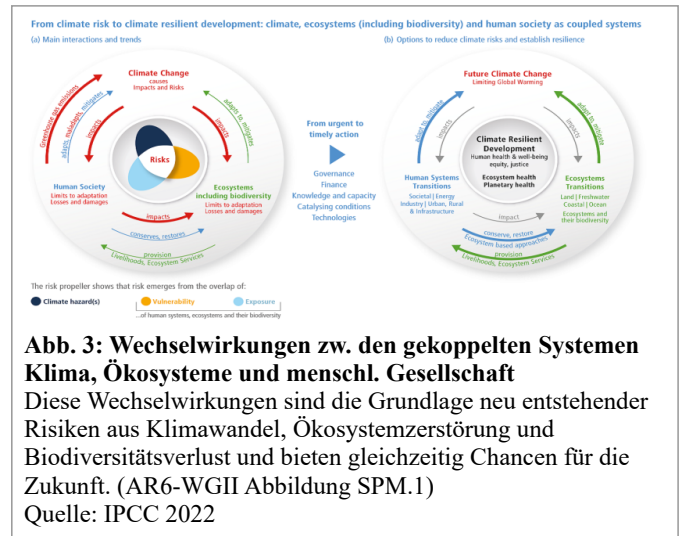 From climate risk to climate resilient development: climate, ecosystems (including biodiversity) and human society as coupled systems
(a) Main interactions and trends
(b) Options to reduce climate risks and establish resilience
Climate Change
causes
Impacts and Risks
Greenhouse gas emissions
adapts, maladapts, mitigates
impacts
impacts
adapts to mitigates
Risks
Human Society
Limits to adaptation
Losses and damages
Ecosystems
including biodiversity
Limits to adaptation
Losses and damages
impacts
conserves, restores
provision
Livelihoods, Ecosystem Services
From urgent to
timely action
Governance
Finance
Knowledge and capacity
Catalysing conditions
Technologies
Future Climate Change
Limiting Global Warming
adapt to mitigate
impacts
impacts
adapt to mitigate
Climate Resilient
Development
Human health & well-being
equity, justice
Ecosystem health
Planetary health
Human Systems
Transitions
Societal | Energy
Industry | Urban, Rural
& Infrastructure
Ecosystems
Transitions
Land | Freshwater
Coastal | Ocean
Ecosystems and
their biodiversity
impact
conserve, restore
Ecosystem based approaches
provision
Livelihoods, Ecosystem Services
The risk propeller shows that risk emerges from the overlap of:
Climate hazard(s)
Vulnerability
Exposure
...of human systems, ecosystems and their biodiversity
Abb. 3: Wechselwirkungen zw. den gekoppelten Systemen
Klima, Ökosysteme und menschl. Gesellschaft
Diese Wechselwirkungen sind die Grundlage neu entstehender
Risiken aus Klimawandel, Ökosystemzerstörung und
Biodiversitätsverlust und bieten gleichzeitig Chancen für die
Zukunft. (AR6-WGII Abbildung SPM.1)
Quelle: IPCC 2022